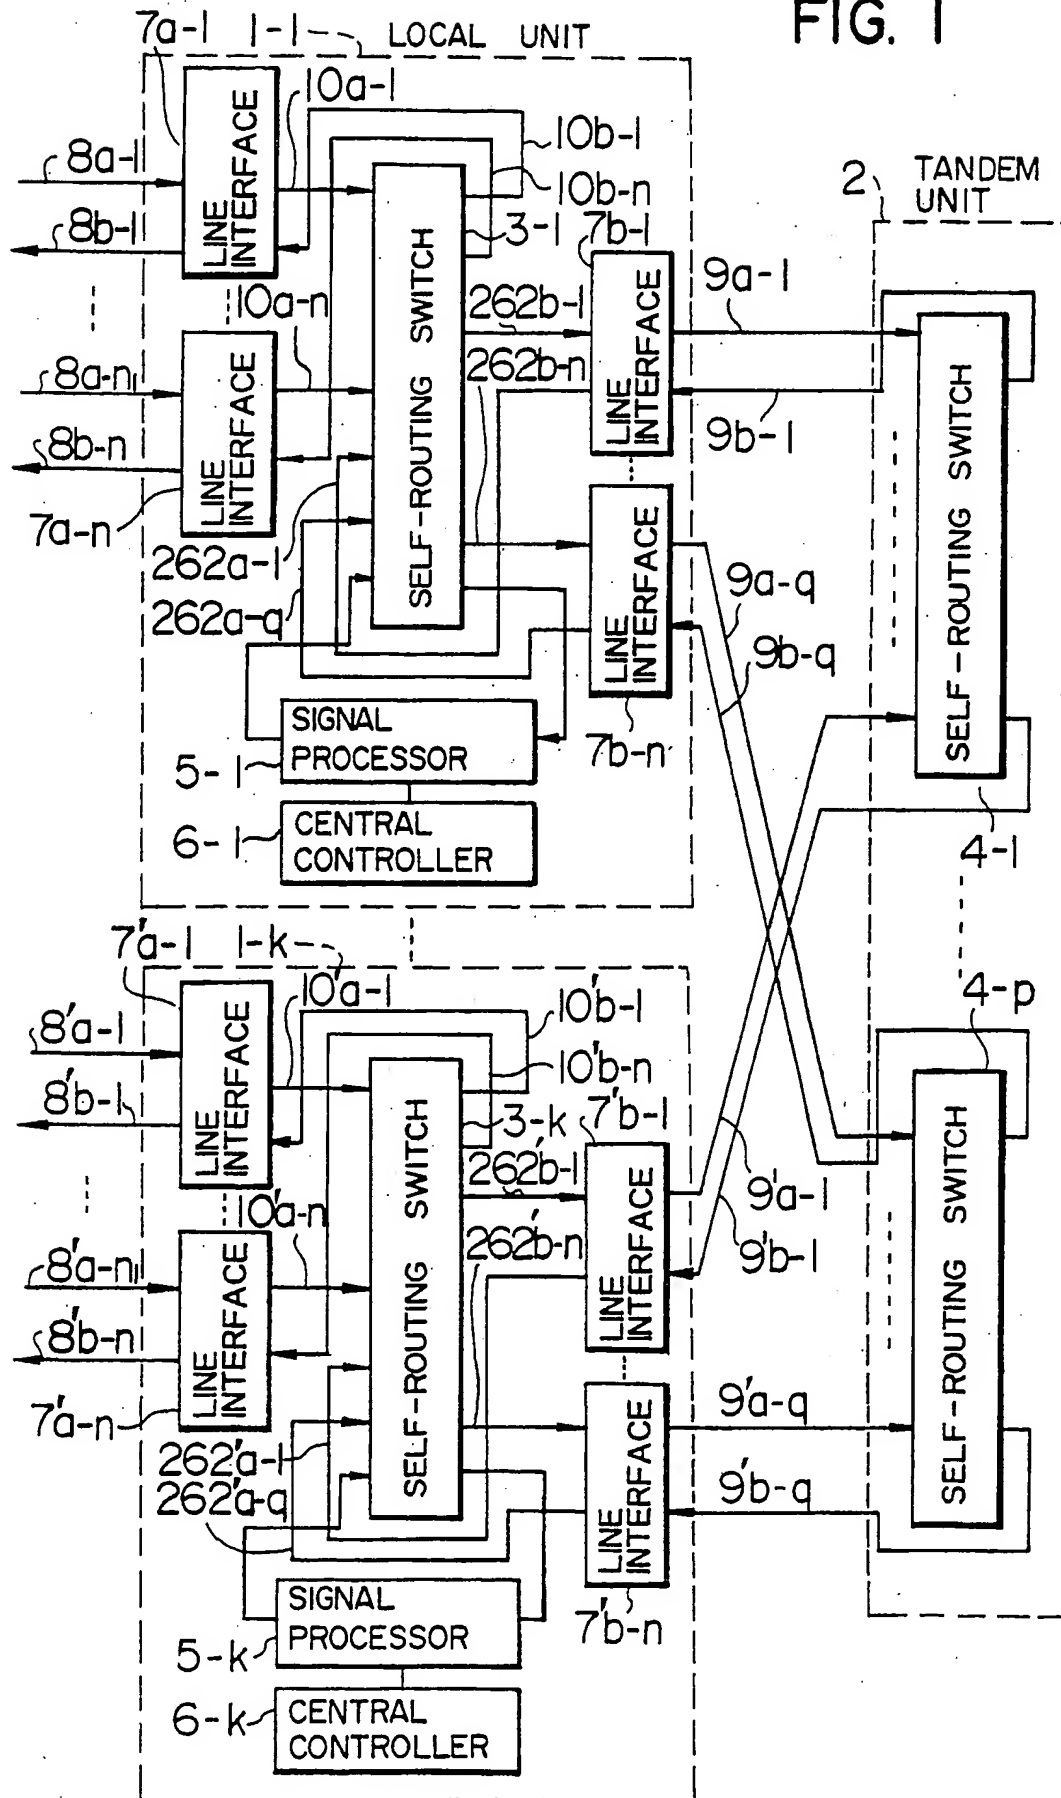 FIG. 1
7a-1
1-1
LOCAL UNIT
10a-1
10b-1
8a-1
LINE
INTERFACE
10b-n
2
TANDEM
UNIT
8b-1
3-1
7b-1
9a-1
10a-n
262b-1
SELF-ROUTING SWITCH
262b-n
LINE
INTERFACE
8a-n
9b-1
SELF-ROUTING SWITCH
8b-n
LINE
INTERFACE
7a-n
262a-1
262a-q
LINE
INTERFACE
9a-q
9b-q
SIGNAL
PROCESSOR
5-1
7b-n
6-1
CENTRAL
CONTROLLER
4-1
7'a-1
1-k
10'a-1
10'b-1
4-p
8'a-1
LINE
INTERFACE
10'b-n
8'b-1
3-k
7'b-1
262'b-1
9'a-1
10'a-n
262'b-n
9'b-1
SELF-ROUTING SWITCH
LINE
INTERFACE
SELF-ROUTING SWITCH
8'a-n
8'b-n
LINE
INTERFACE
7'a-n
9'a-q
262'a-1
262'a-q
LINE
INTERFACE
9'b-q
SIGNAL
PROCESSOR
5-k
7'b-n
6-k
CENTRAL
CONTROLLER